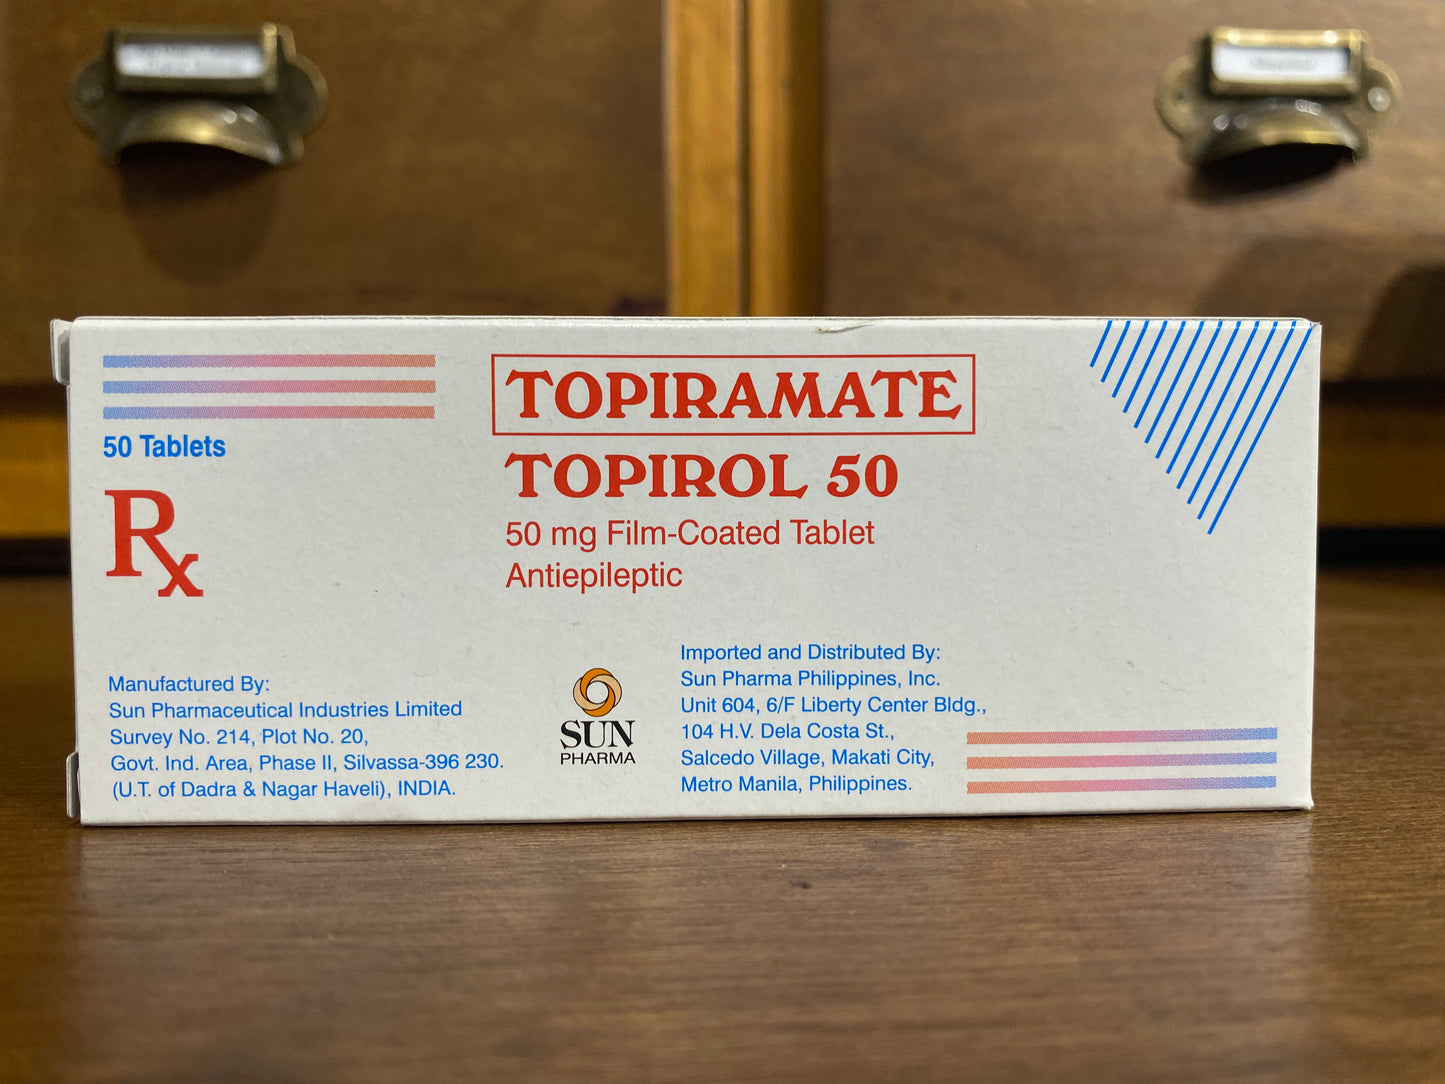 50 Tablets
Rx
TOPIRAMATE
TOPIROL 50
50 mg Film-Coated Tablet
Antiepileptic
Manufactured By:
Sun Pharmaceutical Industries Limited
Survey No. 214, Plot No. 20,
Govt. Ind. Area, Phase II, Silvassa-396 230.
(U.T. of Dadra & Nagar Haveli), INDIA.
SUN
PHARMA
Imported and Distributed By:
Sun Pharma Philippines, Inc.
Unit 604, 6/F Liberty Center Bldg.,
104 H.V. Dela Costa St.,
Salcedo Village, Makati City,
Metro Manila, Philippines.